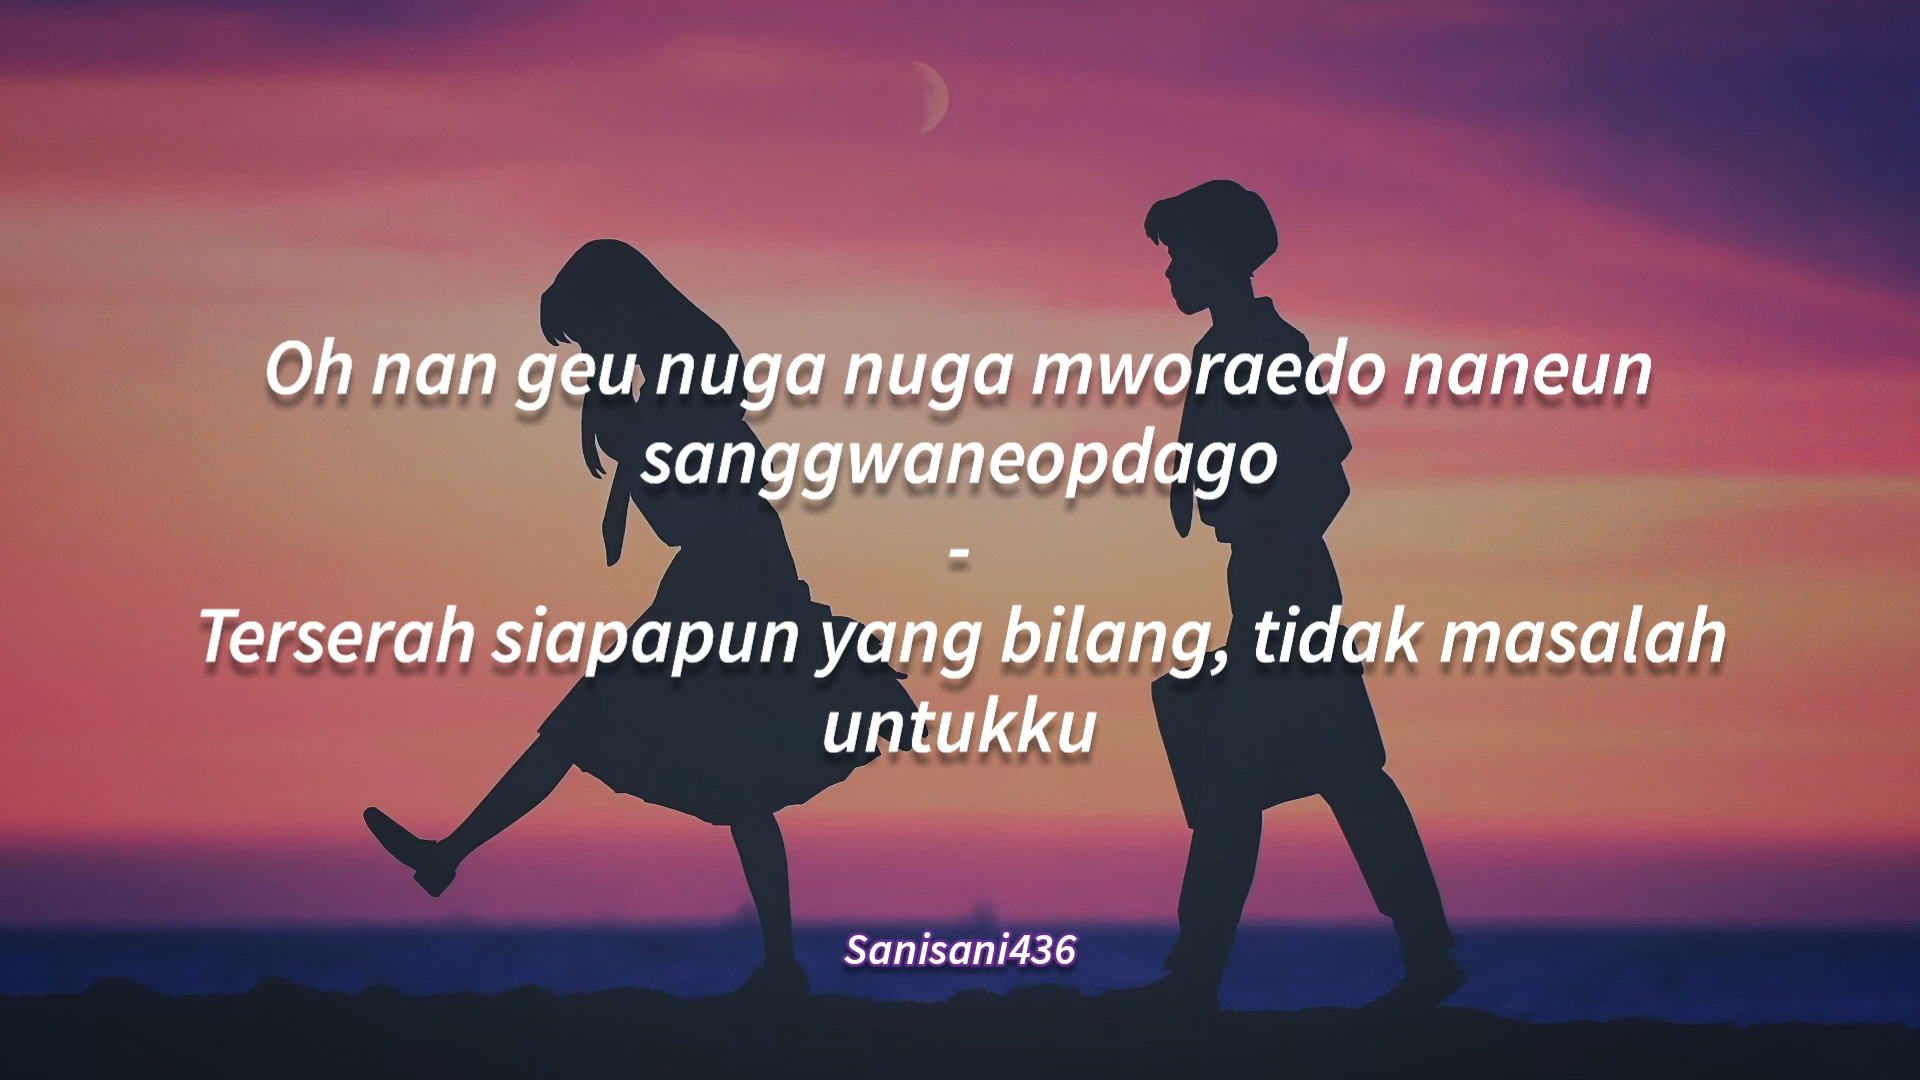 Oh nan geu nuga nuga mworaedo naneun
sanggwaneopdago
-
Terserah siapapun yang bilang, tidak masalah
untukku
Sanisani436